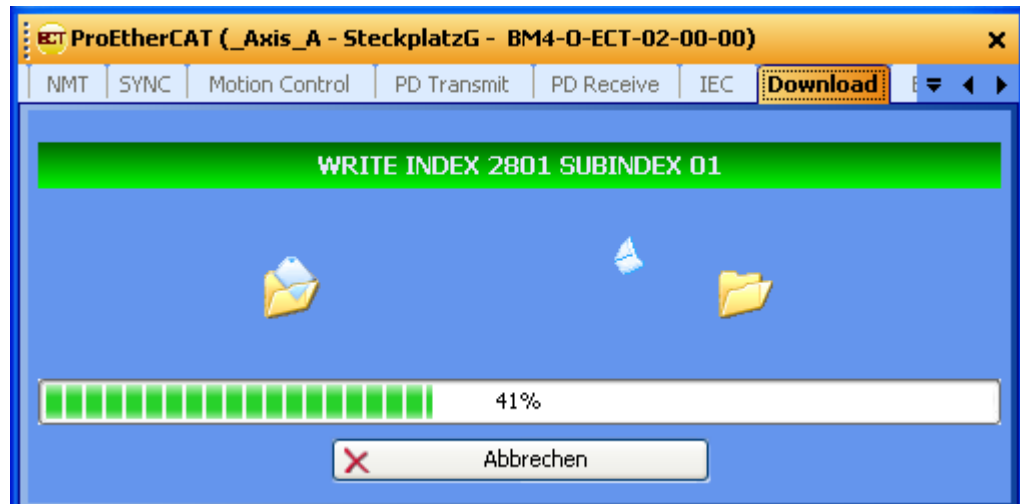 ECT ProEtherCAT (_Axis_A - SteckplatzG - BM4-O-ECT-02-00-00)
NMT SYNC Motion Control PD Transmit PD Receive IEC Download
WRITE INDEX 2801 SUBINDEX 01
41%
Abbrechen